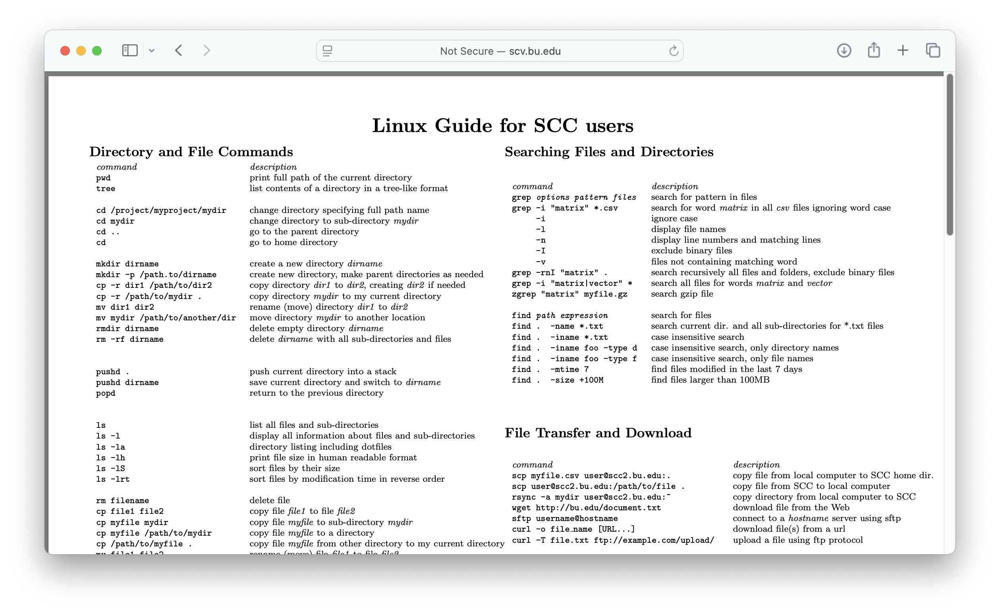 Not Secure — scv.bu.edu
Linux Guide for SCC users
Directory and File Commands
command description
pwd print full path of the current directory
tree list contents of a directory in a tree-like format
cd /project/myproject/mydir change directory specifying full path name
cd mydir change directory to sub-directory mydir
cd .. go to the parent directory
cd go to home directory
mkdir dirname create a new directory dirname
mkdir -p /path.to/dirname create new directory, make parent directories as needed
cp -r dir1 /path/to/dir2 copy directory dir1 to dir2, creating dir2 if needed
cp -r /path/to/mydir . copy directory mydir to my current directory
mv dir1 dir2 rename (move) directory dir1 to dir2
mv mydir /path/to/another/dir move directory mydir to another location
rmdir dirname delete empty directory dirname
rm -rf dirname delete dirname with all sub-directories and files
pushd . push current directory into a stack
pushd dirname save current directory and switch to dirname
popd return to the previous directory
ls list all files and sub-directories
ls -l display all information about files and sub-directories
ls -la directory listing including dotfiles
ls -lh print file size in human readable format
ls -lS sort files by their size
ls -lrt sort files by modification time in reverse order
rm filename delete file
cp file1 file2 copy file file1 to file file2
cp myfile mydir copy file myfile to sub-directory mydir
cp myfile /path/to/mydir copy file myfile to a directory
cp /path/to/myfile . copy file myfile from other directory to my current directory
mv file1 file2 rename (move) file file1 to file file2
Searching Files and Directories
command description
grep options pattern files search for pattern in files
grep -i "matrix" *.csv search for word matrix in all csv files ignoring word case
-i ignore case
-l display file names
-n display line numbers and matching lines
-I exclude binary files
-v files not containing matching word
grep -rnI "matrix" . search recursively all files and folders, exclude binary files
grep -i "matrix|vector" * search all files for words matrix and vector
zgrep "matrix" myfile.gz search gzip file
find path expression search for files
find . -name *.txt search current dir. and all sub-directories for *.txt files
find . -iname *.txt case insensitive search
find . -iname foo -type d case insensitive search, only directory names
find . -iname foo -type f case insensitive search, only file names
find . -mtime 7 find files modified in the last 7 days
find . -size +100M find files larger than 100MB
File Transfer and Download
command description
scp myfile.csv user@scc2.bu.edu:. copy file from local computer to SCC home dir.
scp user@scc2.bu.edu:/path/to/file . copy file from SCC to local computer
rsync -a mydir user@scc2.bu.edu:~ copy directory from local computer to SCC
wget http://bu.edu/document.txt download file from the Web
sftp username@hostname connect to a hostname server using sftp
curl -o file_name [URL...] download file(s) from a url
curl -T file.txt ftp://example.com/upload/ upload a file using ftp protocol